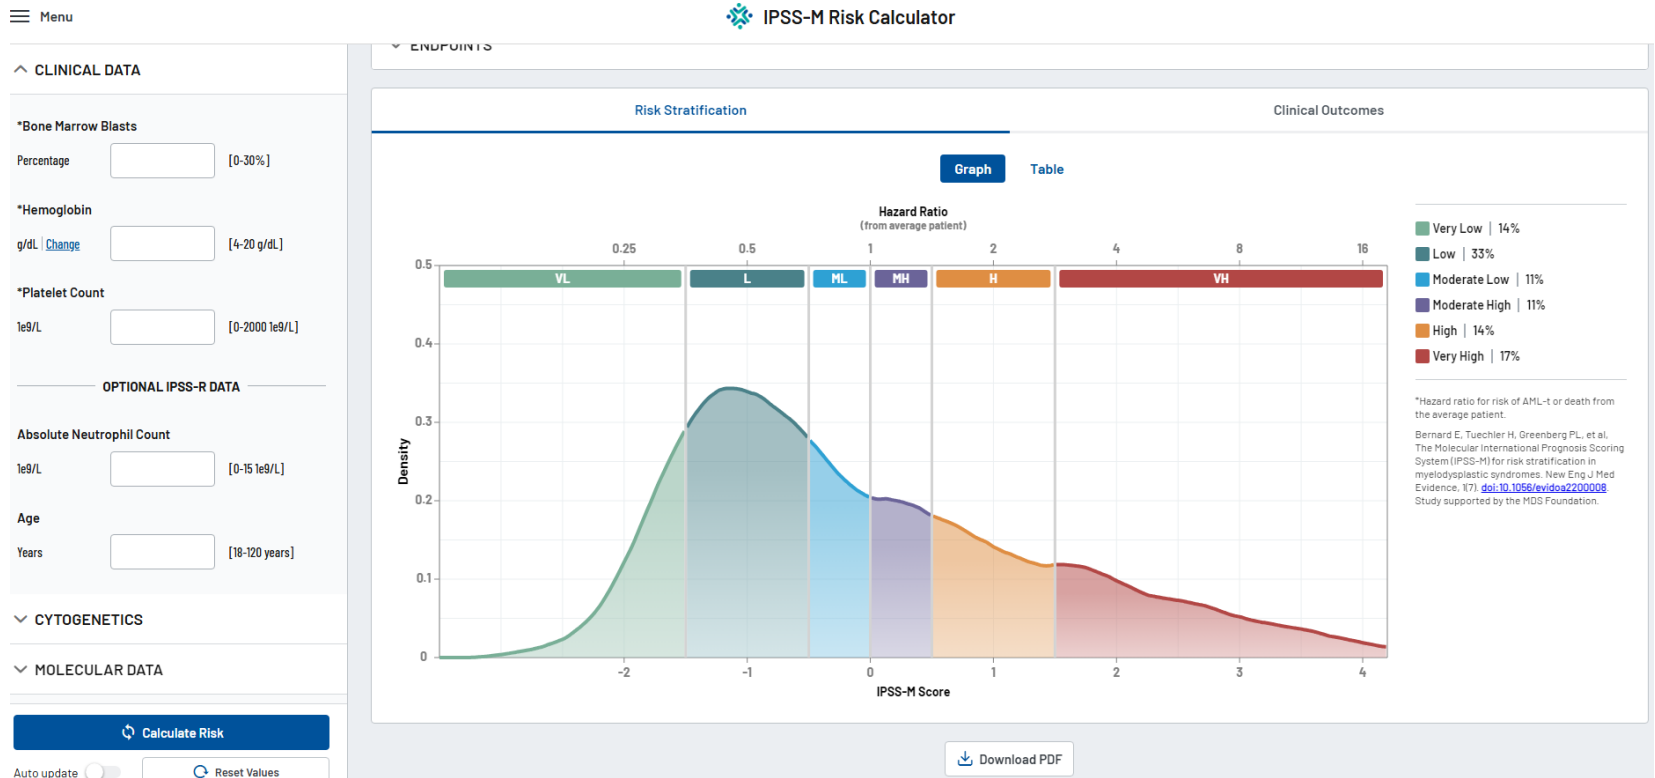 Menu
IPSS-M Risk Calculator
CLINICAL DATA
*Bone Marrow Blasts
Percentage [0-30%]
*Hemoglobin
g/dL | Change [4-20 g/dL]
*Platelet Count
1e9/L [0-2000 1e9/L]
OPTIONAL IPSS-R DATA
Absolute Neutrophil Count
1e9/L [0-15 1e9/L]
Age
Years [18-120 years]
CYTOGENETICS
MOLECULAR DATA
Calculate Risk
Auto update
Reset Values
ENDPOINTS
Risk Stratification
Clinical Outcomes
Graph
Table
Hazard Ratio
(from average patient)
0.25 0.5 1 2 4 8 16
VL L ML MH H VH
0.5
0.4
0.3
0.2
0.1
0
Density
-2 -1 0 1 2 3 4
IPSS-M Score
Very Low | 14%
Low | 33%
Moderate Low | 11%
Moderate High | 11%
High | 14%
Very High | 17%
*Hazard ratio for risk of AML-t or death from
the average patient.
Bernard E, Tuechler H, Greenberg PL, et al,
The Molecular International Prognosis Scoring
System (IPSS-M) for risk stratification in
myelodysplastic syndromes. New Eng J Med
Evidence, 1(7). doi:10.1056/evidoa2200008.
Study supported by the MDS Foundation.
Download PDF